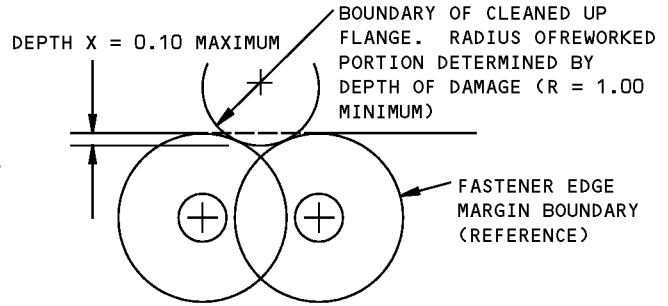 DEPTH X = 0.10 MAXIMUM
BOUNDARY OF CLEANED UP
FLANGE. RADIUS OFREWORKED
PORTION DETERMINED BY
DEPTH OF DAMAGE (R = 1.00
MINIMUM)
FASTENER EDGE
MARGIN BOUNDARY
(REFERENCE)